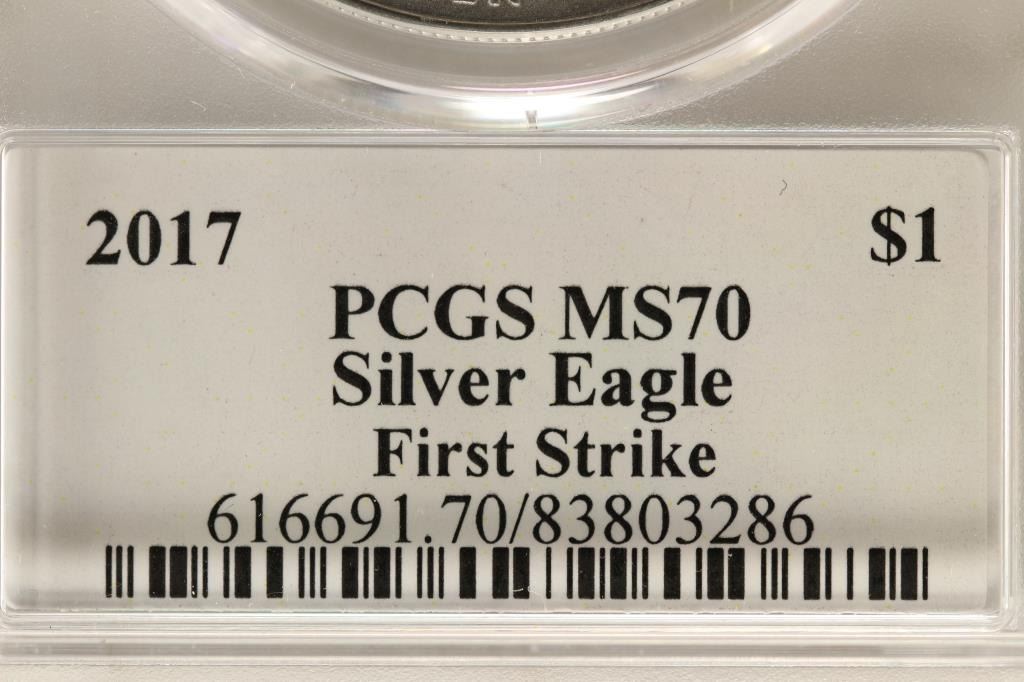 2017 $1
PCGS MS70
Silver Eagle
First Strike
616691.70/83803286